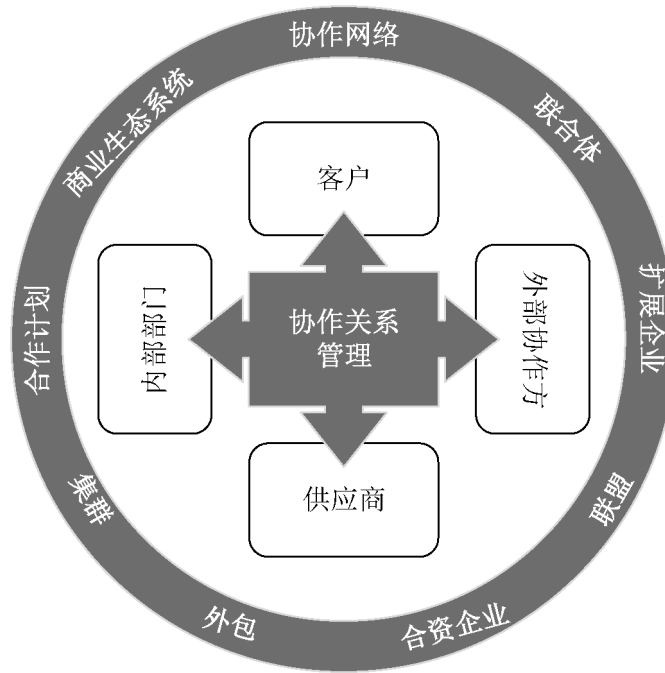 协作网络
联合体
扩展企业
联盟
合资企业
外包
集群
合作计划
商业生态系统
客户
内部部门
协作关系
管理
外部协作方
供应商